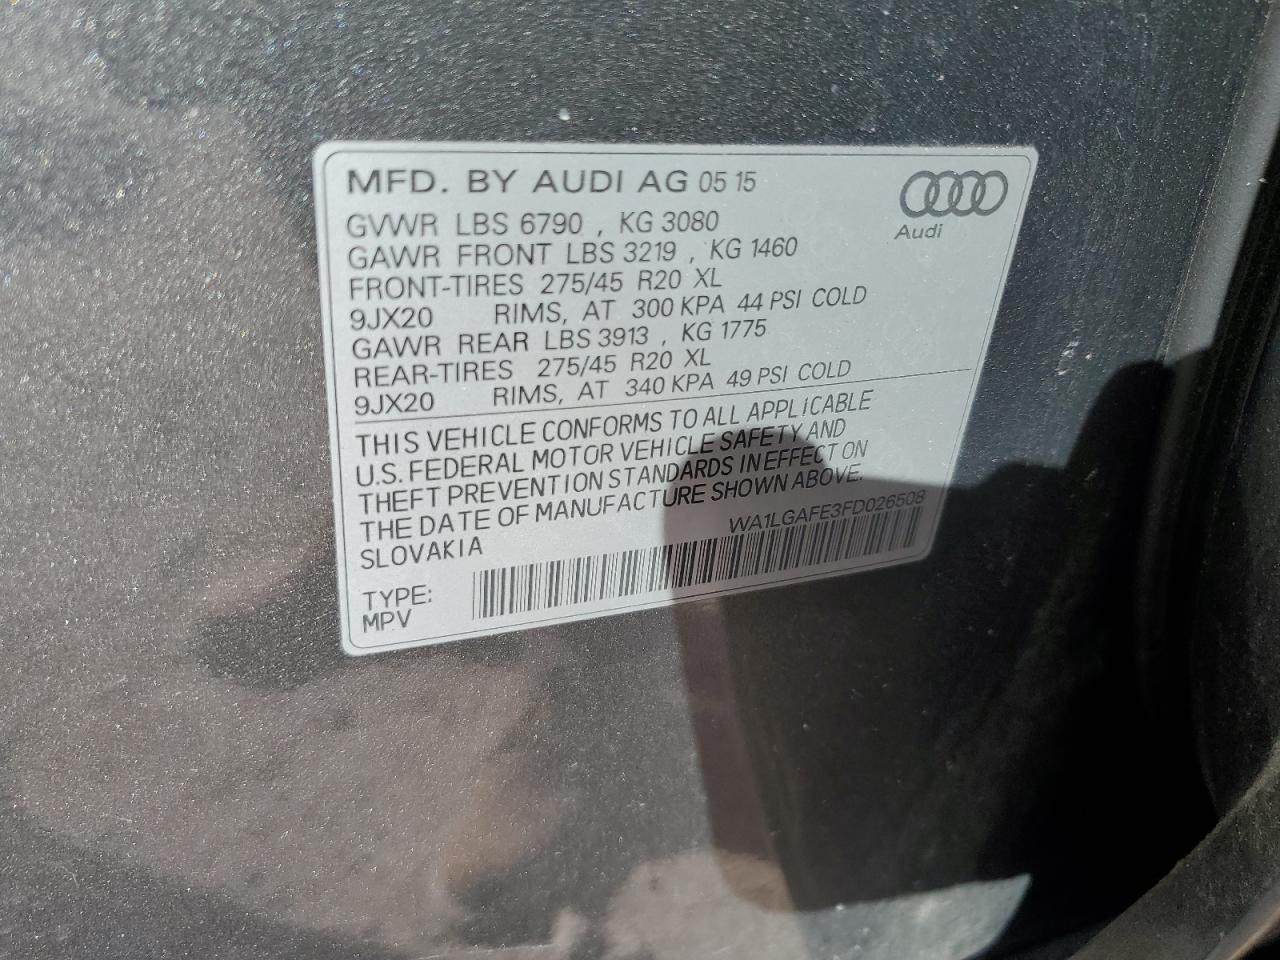 MFD. BY AUDI AG 05 15
Audi
GVWR LBS 6790 , KG 3080
GAWR FRONT LBS 3219 , KG 1460
FRONT-TIRES 275/45 R20 XL
9JX20 RIMS, AT 300 KPA 44 PSI COLD
GAWR REAR LBS 3913 , KG 1775
REAR-TIRES 275/45 R20 XL
9JX20 RIMS, AT 340 KPA 49 PSI COLD
THIS VEHICLE CONFORMS TO ALL APPLICABLE
U.S. FEDERAL MOTOR VEHICLE SAFETY AND
THEFT PREVENTION STANDARDS IN EFFECT ON
THE DATE OF MANUFACTURE SHOWN ABOVE.
SLOVAKIA
WA1LGAFE3FD026508
TYPE:
MPV